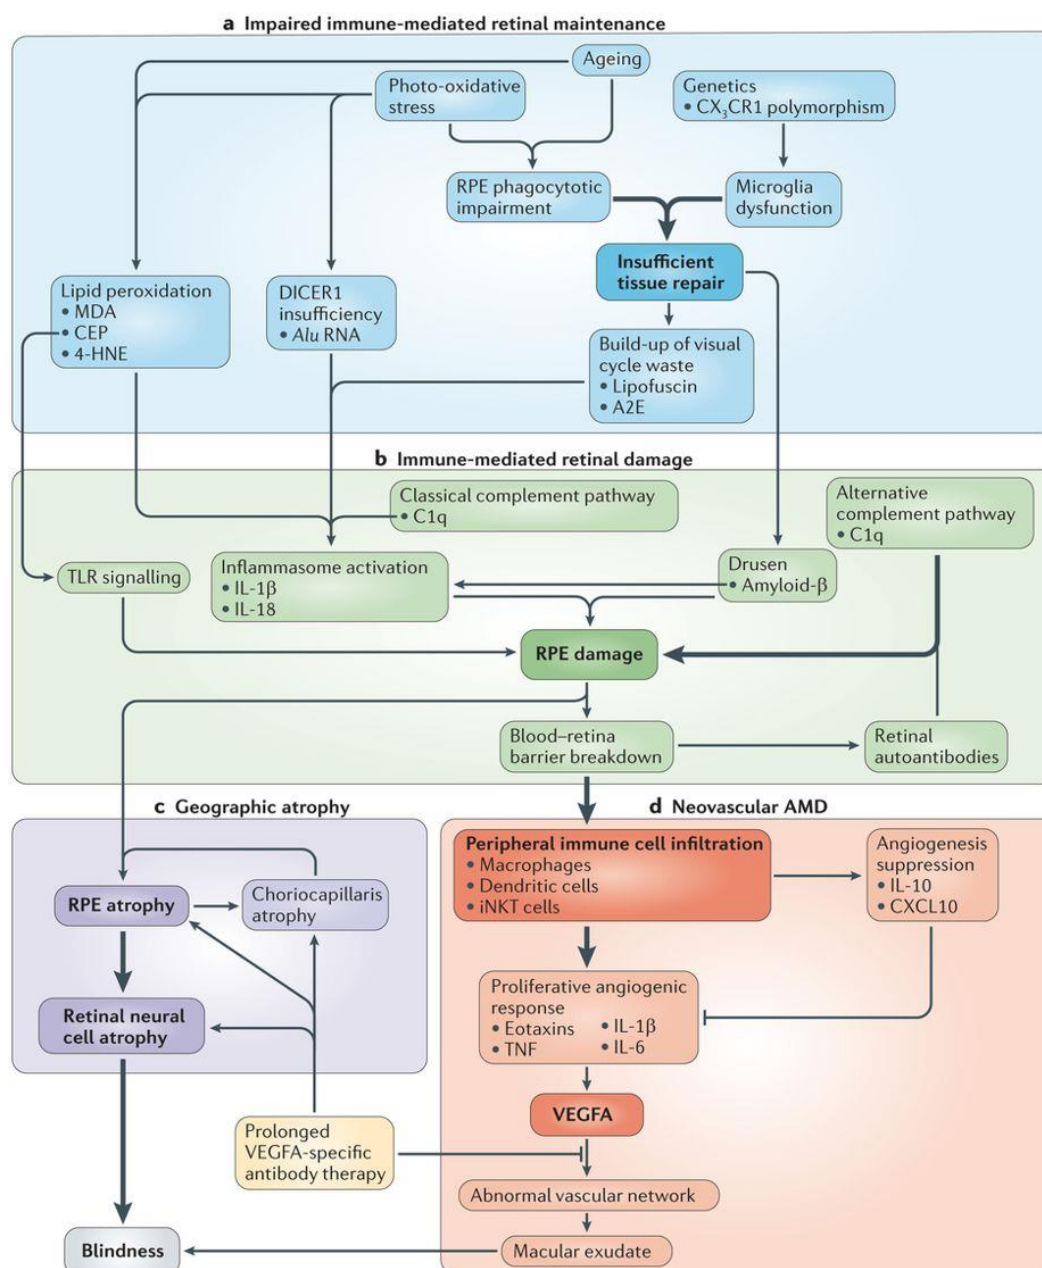 a Impaired immune-mediated retinal maintenance
Ageing
Photo-oxidative
stress
Genetics
• CX₃CR1 polymorphism
RPE phagocytotic
impairment
Microglia
dysfunction
Insufficient
tissue repair
Lipid peroxidation
• MDA
• CEP
• 4-HNE
DICER1
insufficiency
• Alu RNA
Build-up of visual
cycle waste
• Lipofuscin
• A2E
b Immune-mediated retinal damage
Classical complement pathway
• C1q
Alternative
complement pathway
• C1q
TLR signalling
Inflammasome activation
• IL-1β
• IL-18
Drusen
• Amyloid-β
RPE damage
Blood–retina
barrier breakdown
Retinal
autoantibodies
c Geographic atrophy
RPE atrophy
Choriocapillaris
atrophy
Retinal neural
cell atrophy
Prolonged
VEGFA-specific
antibody therapy
Blindness
d Neovascular AMD
Peripheral immune cell infiltration
• Macrophages
• Dendritic cells
• iNKT cells
Angiogenesis
suppression
• IL-10
• CXCL10
Proliferative angiogenic
response
• Eotaxins • IL-1β
• TNF • IL-6
VEGFA
Abnormal vascular network
Macular exudate